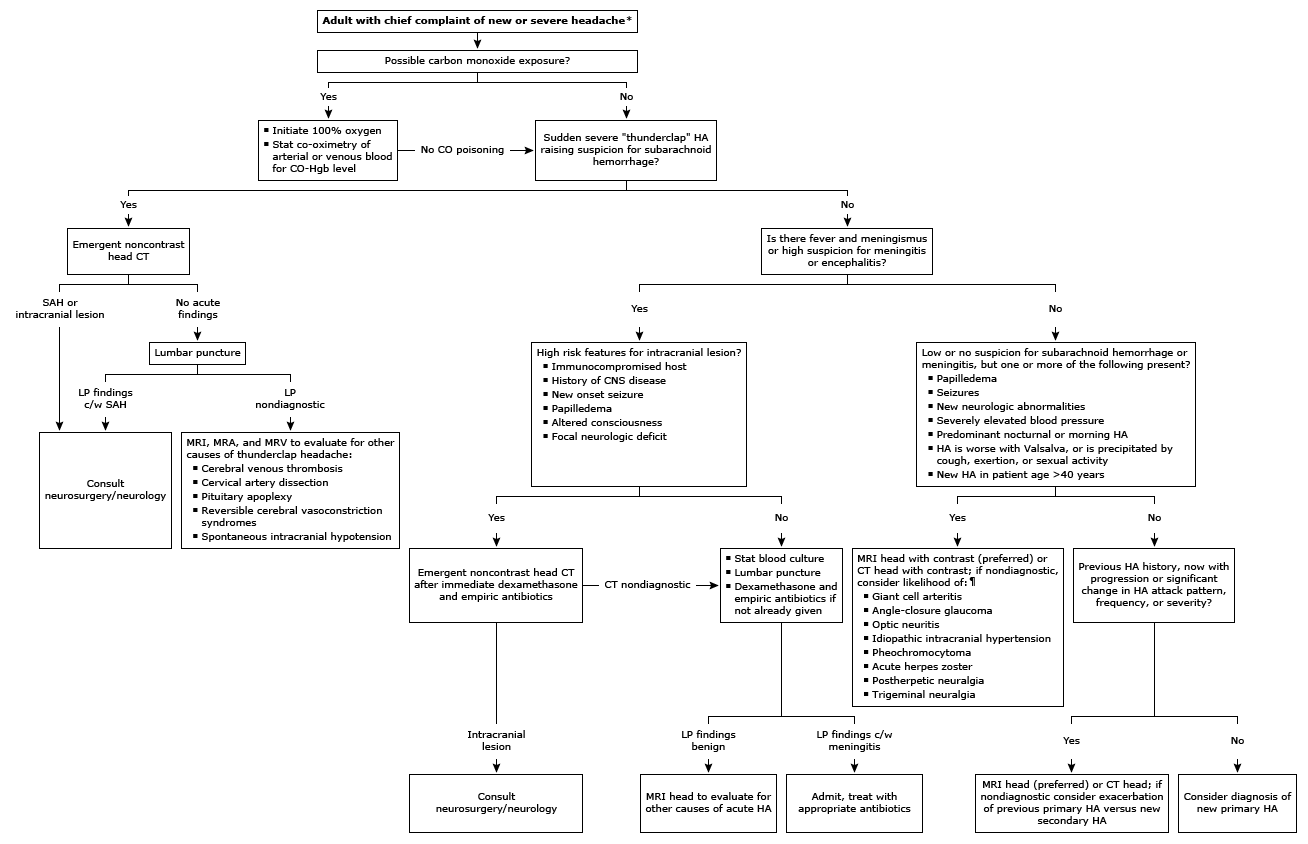 Adult with chief complaint of new or severe headache*
Possible carbon monoxide exposure?
Yes
No
▪ Initiate 100% oxygen
▪ Stat co-oximetry of
arterial or venous blood
for CO-Hgb level
No CO poisoning
Sudden severe "thunderclap" HA
raising suspicion for subarachnoid
hemorrhage?
Yes
No
Emergent noncontrast
head CT
Is there fever and meningismus
or high suspicion for meningitis
or encephalitis?
SAH or
intracranial lesion
No acute
findings
Yes
No
Lumbar puncture
LP findings
c/w SAH
LP
nondiagnostic
Consult
neurosurgery/neurology
MRI, MRA, and MRV to evaluate for other
causes of thunderclap headache:
▪ Cerebral venous thrombosis
▪ Cervical artery dissection
▪ Pituitary apoplexy
▪ Reversible cerebral vasoconstriction
syndromes
▪ Spontaneous intracranial hypotension
High risk features for intracranial lesion?
▪ Immunocompromised host
▪ History of CNS disease
▪ New onset seizure
▪ Papilledema
▪ Altered consciousness
▪ Focal neurologic deficit
Low or no suspicion for subarachnoid hemorrhage or
meningitis, but one or more of the following present?
▪ Papilledema
▪ Seizures
▪ New neurologic abnormalities
▪ Severely elevated blood pressure
▪ Predominant nocturnal or morning HA
▪ HA is worse with Valsalva, or is precipitated by
cough, exertion, or sexual activity
▪ New HA in patient age >40 years
Yes
No
Yes
No
Emergent noncontrast head CT
after immediate dexamethasone
and empiric antibiotics
CT nondiagnostic
▪ Stat blood culture
▪ Lumbar puncture
▪ Dexamethasone and
empiric antibiotics if
not already given
MRI head with contrast (preferred) or
CT head with contrast; if nondiagnostic,
consider likelihood of:¶
▪ Giant cell arteritis
▪ Angle-closure glaucoma
▪ Optic neuritis
▪ Idiopathic intracranial hypertension
▪ Pheochromocytoma
▪ Acute herpes zoster
▪ Postherpetic neuralgia
▪ Trigeminal neuralgia
Previous HA history, now with
progression or significant
change in HA attack pattern,
frequency, or severity?
Intracranial
lesion
LP findings
benign
LP findings c/w
meningitis
Yes
No
Consult
neurosurgery/neurology
MRI head to evaluate for
other causes of acute HA
Admit, treat with
appropriate antibiotics
MRI head (preferred) or CT head; if
nondiagnostic consider exacerbation
of previous primary HA versus new
secondary HA
Consider diagnosis of
new primary HA